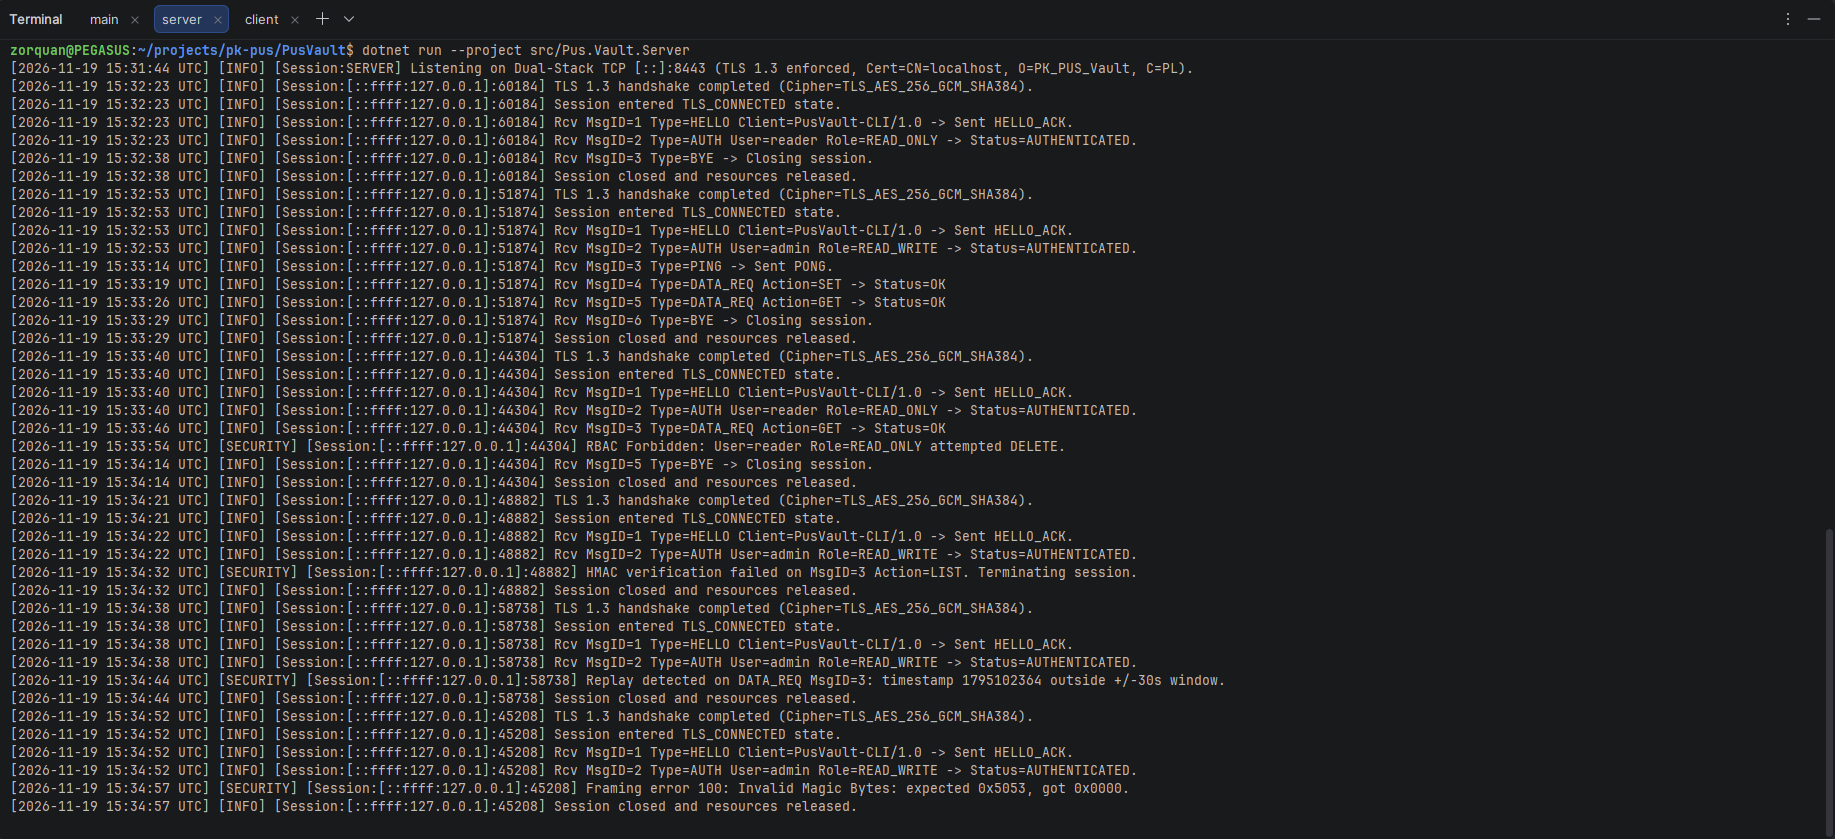 Terminal main × server × client ×
zorquan@PEGASUS:~/projects/pk-pus/PusVault$ dotnet run --project src/Pus.Vault.Server
[2026-11-19 15:31:44 UTC] [INFO] [Session:SERVER] Listening on Dual-Stack TCP [::]:8443 (TLS 1.3 enforced, Cert=CN=localhost, O=PK_PUS_Vault, C=PL).
[2026-11-19 15:32:23 UTC] [INFO] [Session:[::ffff:127.0.0.1]:60184] TLS 1.3 handshake completed (Cipher=TLS_AES_256_GCM_SHA384).
[2026-11-19 15:32:23 UTC] [INFO] [Session:[::ffff:127.0.0.1]:60184] Session entered TLS_CONNECTED state.
[2026-11-19 15:32:23 UTC] [INFO] [Session:[::ffff:127.0.0.1]:60184] Rcv MsgID=1 Type=HELLO Client=PusVault-CLI/1.0 -> Sent HELLO_ACK.
[2026-11-19 15:32:23 UTC] [INFO] [Session:[::ffff:127.0.0.1]:60184] Rcv MsgID=2 Type=AUTH User=reader Role=READ_ONLY -> Status=AUTHENTICATED.
[2026-11-19 15:32:38 UTC] [INFO] [Session:[::ffff:127.0.0.1]:60184] Rcv MsgID=3 Type=BYE -> Closing session.
[2026-11-19 15:32:38 UTC] [INFO] [Session:[::ffff:127.0.0.1]:60184] Session closed and resources released.
[2026-11-19 15:32:53 UTC] [INFO] [Session:[::ffff:127.0.0.1]:51874] TLS 1.3 handshake completed (Cipher=TLS_AES_256_GCM_SHA384).
[2026-11-19 15:32:53 UTC] [INFO] [Session:[::ffff:127.0.0.1]:51874] Session entered TLS_CONNECTED state.
[2026-11-19 15:32:53 UTC] [INFO] [Session:[::ffff:127.0.0.1]:51874] Rcv MsgID=1 Type=HELLO Client=PusVault-CLI/1.0 -> Sent HELLO_ACK.
[2026-11-19 15:32:53 UTC] [INFO] [Session:[::ffff:127.0.0.1]:51874] Rcv MsgID=2 Type=AUTH User=admin Role=READ_WRITE -> Status=AUTHENTICATED.
[2026-11-19 15:33:14 UTC] [INFO] [Session:[::ffff:127.0.0.1]:51874] Rcv MsgID=3 Type=PING -> Sent PONG.
[2026-11-19 15:33:19 UTC] [INFO] [Session:[::ffff:127.0.0.1]:51874] Rcv MsgID=4 Type=DATA_REQ Action=SET -> Status=OK
[2026-11-19 15:33:26 UTC] [INFO] [Session:[::ffff:127.0.0.1]:51874] Rcv MsgID=5 Type=DATA_REQ Action=GET -> Status=OK
[2026-11-19 15:33:29 UTC] [INFO] [Session:[::ffff:127.0.0.1]:51874] Rcv MsgID=6 Type=BYE -> Closing session.
[2026-11-19 15:33:29 UTC] [INFO] [Session:[::ffff:127.0.0.1]:51874] Session closed and resources released.
[2026-11-19 15:33:40 UTC] [INFO] [Session:[::ffff:127.0.0.1]:44304] TLS 1.3 handshake completed (Cipher=TLS_AES_256_GCM_SHA384).
[2026-11-19 15:33:40 UTC] [INFO] [Session:[::ffff:127.0.0.1]:44304] Session entered TLS_CONNECTED state.
[2026-11-19 15:33:40 UTC] [INFO] [Session:[::ffff:127.0.0.1]:44304] Rcv MsgID=1 Type=HELLO Client=PusVault-CLI/1.0 -> Sent HELLO_ACK.
[2026-11-19 15:33:40 UTC] [INFO] [Session:[::ffff:127.0.0.1]:44304] Rcv MsgID=2 Type=AUTH User=reader Role=READ_ONLY -> Status=AUTHENTICATED.
[2026-11-19 15:33:46 UTC] [INFO] [Session:[::ffff:127.0.0.1]:44304] Rcv MsgID=3 Type=DATA_REQ Action=GET -> Status=OK
[2026-11-19 15:33:54 UTC] [SECURITY] [Session:[::ffff:127.0.0.1]:44304] RBAC Forbidden: User=reader Role=READ_ONLY attempted DELETE.
[2026-11-19 15:34:14 UTC] [INFO] [Session:[::ffff:127.0.0.1]:44304] Rcv MsgID=5 Type=BYE -> Closing session.
[2026-11-19 15:34:14 UTC] [INFO] [Session:[::ffff:127.0.0.1]:44304] Session closed and resources released.
[2026-11-19 15:34:21 UTC] [INFO] [Session:[::ffff:127.0.0.1]:48882] TLS 1.3 handshake completed (Cipher=TLS_AES_256_GCM_SHA384).
[2026-11-19 15:34:21 UTC] [INFO] [Session:[::ffff:127.0.0.1]:48882] Session entered TLS_CONNECTED state.
[2026-11-19 15:34:22 UTC] [INFO] [Session:[::ffff:127.0.0.1]:48882] Rcv MsgID=1 Type=HELLO Client=PusVault-CLI/1.0 -> Sent HELLO_ACK.
[2026-11-19 15:34:22 UTC] [INFO] [Session:[::ffff:127.0.0.1]:48882] Rcv MsgID=2 Type=AUTH User=admin Role=READ_WRITE -> Status=AUTHENTICATED.
[2026-11-19 15:34:32 UTC] [SECURITY] [Session:[::ffff:127.0.0.1]:48882] HMAC verification failed on MsgID=3 Action=LIST. Terminating session.
[2026-11-19 15:34:32 UTC] [INFO] [Session:[::ffff:127.0.0.1]:48882] Session closed and resources released.
[2026-11-19 15:34:38 UTC] [INFO] [Session:[::ffff:127.0.0.1]:58738] TLS 1.3 handshake completed (Cipher=TLS_AES_256_GCM_SHA384).
[2026-11-19 15:34:38 UTC] [INFO] [Session:[::ffff:127.0.0.1]:58738] Session entered TLS_CONNECTED state.
[2026-11-19 15:34:38 UTC] [INFO] [Session:[::ffff:127.0.0.1]:58738] Rcv MsgID=1 Type=HELLO Client=PusVault-CLI/1.0 -> Sent HELLO_ACK.
[2026-11-19 15:34:38 UTC] [INFO] [Session:[::ffff:127.0.0.1]:58738] Rcv MsgID=2 Type=AUTH User=admin Role=READ_WRITE -> Status=AUTHENTICATED.
[2026-11-19 15:34:44 UTC] [SECURITY] [Session:[::ffff:127.0.0.1]:58738] Replay detected on DATA_REQ MsgID=3: timestamp 1795102364 outside +/-30s window.
[2026-11-19 15:34:44 UTC] [INFO] [Session:[::ffff:127.0.0.1]:58738] Session closed and resources released.
[2026-11-19 15:34:52 UTC] [INFO] [Session:[::ffff:127.0.0.1]:45208] TLS 1.3 handshake completed (Cipher=TLS_AES_256_GCM_SHA384).
[2026-11-19 15:34:52 UTC] [INFO] [Session:[::ffff:127.0.0.1]:45208] Session entered TLS_CONNECTED state.
[2026-11-19 15:34:52 UTC] [INFO] [Session:[::ffff:127.0.0.1]:45208] Rcv MsgID=1 Type=HELLO Client=PusVault-CLI/1.0 -> Sent HELLO_ACK.
[2026-11-19 15:34:52 UTC] [INFO] [Session:[::ffff:127.0.0.1]:45208] Rcv MsgID=2 Type=AUTH User=admin Role=READ_WRITE -> Status=AUTHENTICATED.
[2026-11-19 15:34:57 UTC] [SECURITY] [Session:[::ffff:127.0.0.1]:45208] Framing error 100: Invalid Magic Bytes: expected 0x5053, got 0x0000.
[2026-11-19 15:34:57 UTC] [INFO] [Session:[::ffff:127.0.0.1]:45208] Session closed and resources released.